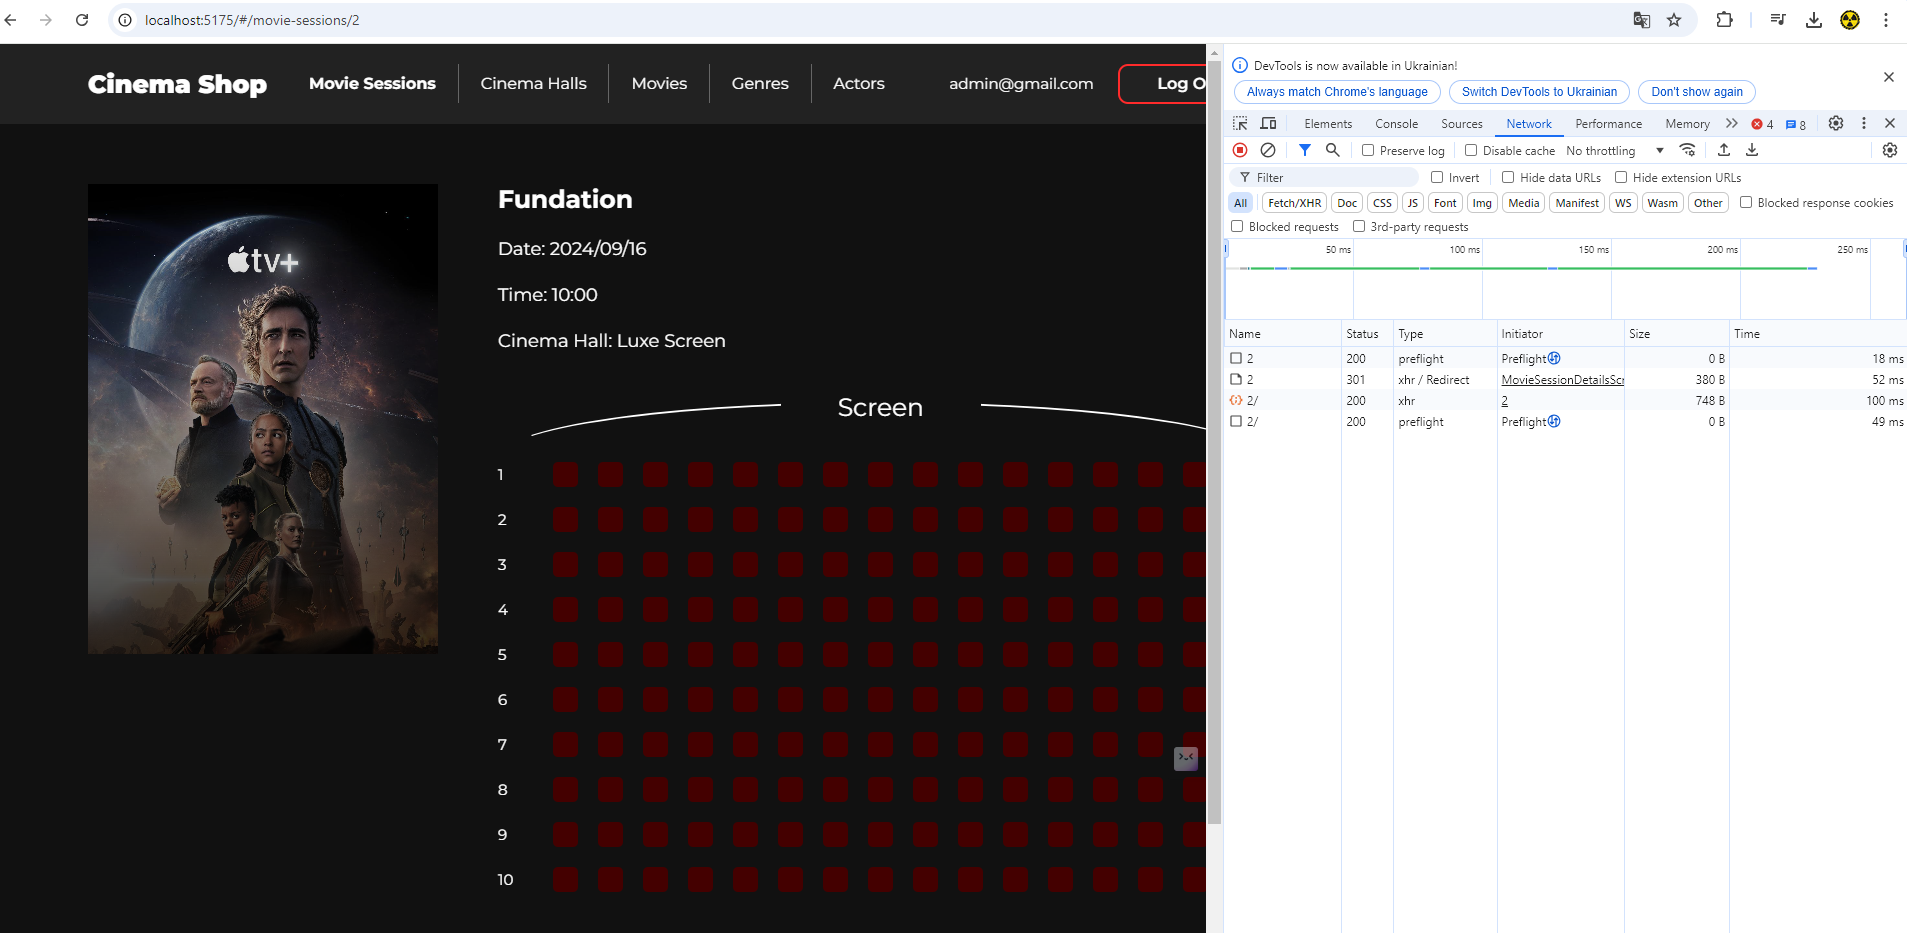 localhost:5175/#/movie-sessions/2
Cinema Shop
Movie Sessions
Cinema Halls
Movies
Genres
Actors
admin@gmail.com
Log O
tv+
Fundation
Date: 2024/09/16
Time: 10:00
Cinema Hall: Luxe Screen
Screen
1
2
3
4
5
6
7
8
9
10
DevTools is now available in Ukrainian!
Always match Chrome's language
Switch DevTools to Ukrainian
Don't show again
Elements
Console
Sources
Network
Performance
Memory
4
8
Preserve log
Disable cache
No throttling
Filter
Invert
Hide data URLs
Hide extension URLs
All
Fetch/XHR
Doc
CSS
JS
Font
Img
Media
Manifest
WS
Wasm
Other
Blocked response cookies
Blocked requests
3rd-party requests
50 ms
100 ms
150 ms
200 ms
250 ms
Name Status Type Initiator Size Time
2 200 preflight Preflight 0 B 18 ms
2 301 xhr / Redirect MovieSessionDetailsScr 380 B 52 ms
2/ 200 xhr 2 748 B 100 ms
2/ 200 preflight Preflight 0 B 49 ms